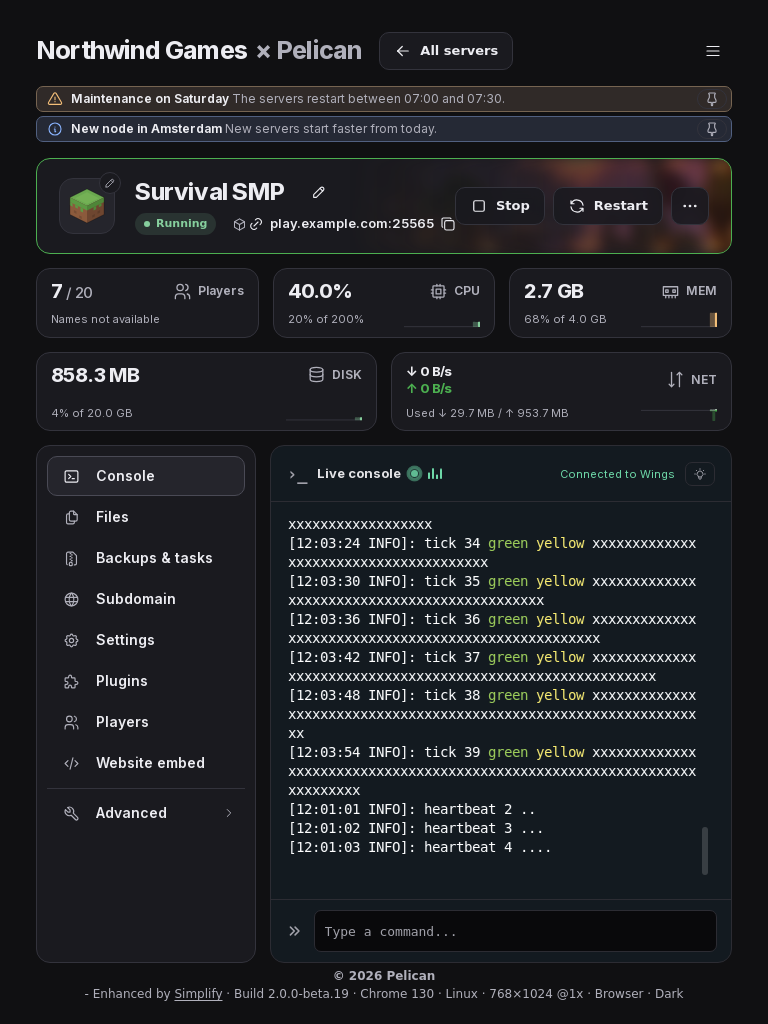 Northwind Games × Pelican
All servers
Maintenance on Saturday The servers restart between 07:00 and 07:30.
New node in Amsterdam New servers start faster from today.
Survival SMP
Running
play.example.com:25565
Stop
Restart
7 / 20
Players
Names not available
40.0%
CPU
20% of 200%
2.7 GB
MEM
68% of 4.0 GB
858.3 MB
DISK
4% of 20.0 GB
↓ 0 B/s
↑ 0 B/s
NET
Used ↓ 29.7 MB / ↑ 953.7 MB
Console
Files
Backups & tasks
Subdomain
Settings
Plugins
Players
Website embed
Advanced
Live console
Connected to Wings
xxxxxxxxxxxxxxxxxx
[12:03:24 INFO]: tick 34 green yellow xxxxxxxxxxxxx
xxxxxxxxxxxxxxxxxxxxxxxxx
[12:03:30 INFO]: tick 35 green yellow xxxxxxxxxxxxx
xxxxxxxxxxxxxxxxxxxxxxxxxxxxxxxx
[12:03:36 INFO]: tick 36 green yellow xxxxxxxxxxxxx
xxxxxxxxxxxxxxxxxxxxxxxxxxxxxxxxxxxxxxx
[12:03:42 INFO]: tick 37 green yellow xxxxxxxxxxxxx
xxxxxxxxxxxxxxxxxxxxxxxxxxxxxxxxxxxxxxxxxxxxxx
[12:03:48 INFO]: tick 38 green yellow xxxxxxxxxxxxx
xxxxxxxxxxxxxxxxxxxxxxxxxxxxxxxxxxxxxxxxxxxxxxxxxxx
xx
[12:03:54 INFO]: tick 39 green yellow xxxxxxxxxxxxx
xxxxxxxxxxxxxxxxxxxxxxxxxxxxxxxxxxxxxxxxxxxxxxxxxxx
xxxxxxxxx
[12:01:01 INFO]: heartbeat 2 ..
[12:01:02 INFO]: heartbeat 3 ...
[12:01:03 INFO]: heartbeat 4 ....
Type a command...
© 2026 Pelican
- Enhanced by Simplify · Build 2.0.0-beta.19 · Chrome 130 · Linux · 768×1024 @1x · Browser · Dark